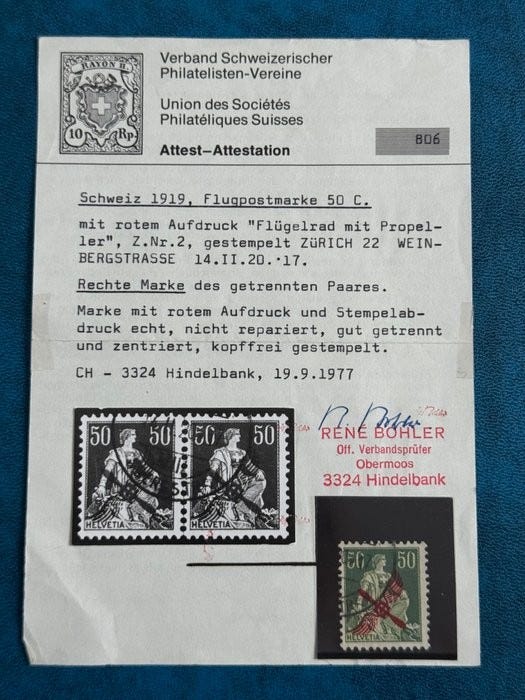 RAYON II
10 Rp.
Verband Schweizerischer
Philatelisten-Vereine
Union des Sociétés
Philatéliques Suisses
Attest-Attestation
806
Schweiz 1919, Flugpostmarke 50 C.
mit rotem Aufdruck "Flügelrad mit Propel-
ler", Z.Nr.2, gestempelt ZüRICH 22 WEIN-
BERGSTRASSE 14.II.20.-17.
Rechte Marke des getrennten Paares.
Marke mit rotem Aufdruck und Stempelab-
druck echt, nicht repariert, gut getrennt
und zentriert, kopffrei gestempelt.
CH - 3324 Hindelbank, 19.9.1977
RENÉ BOHLER
Off. Verbandsprüfer
Obermoos
3324 Hindelbank
50 50 50 50
HELVETIA HELVETIA
50 50
HELVETIA